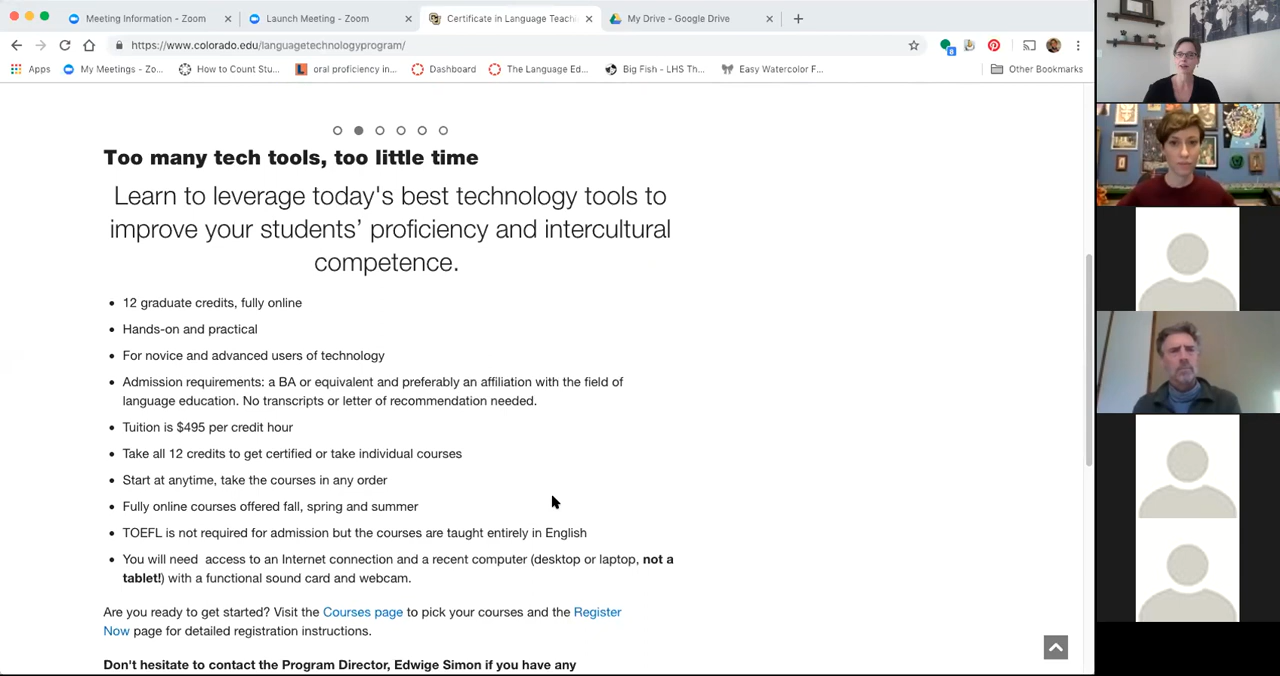 Meeting Information - Zoom
Launch Meeting - Zoom
Certificate in Language Teachi
My Drive - Google Drive
https://www.colorado.edu/languagetechnologyprogram/
8
Apps
My Meetings - Zo...
How to Count Stu...
oral proficiency in...
Dashboard
The Language Ed...
Big Fish - LHS Th...
Easy Watercolor F...
Other Bookmarks
Too many tech tools, too little time
Learn to leverage today's best technology tools to
improve your students’ proficiency and intercultural
competence.
• 12 graduate credits, fully online
• Hands-on and practical
• For novice and advanced users of technology
• Admission requirements: a BA or equivalent and preferably an affiliation with the field of
language education. No transcripts or letter of recommendation needed.
• Tuition is $495 per credit hour
• Take all 12 credits to get certified or take individual courses
• Start at anytime, take the courses in any order
• Fully online courses offered fall, spring and summer
• TOEFL is not required for admission but the courses are taught entirely in English
• You will need access to an Internet connection and a recent computer (desktop or laptop, not a
tablet!) with a functional sound card and webcam.
Are you ready to get started? Visit the Courses page to pick your courses and the Register
Now page for detailed registration instructions.
Don't hesitate to contact the Program Director, Edwige Simon if you have any